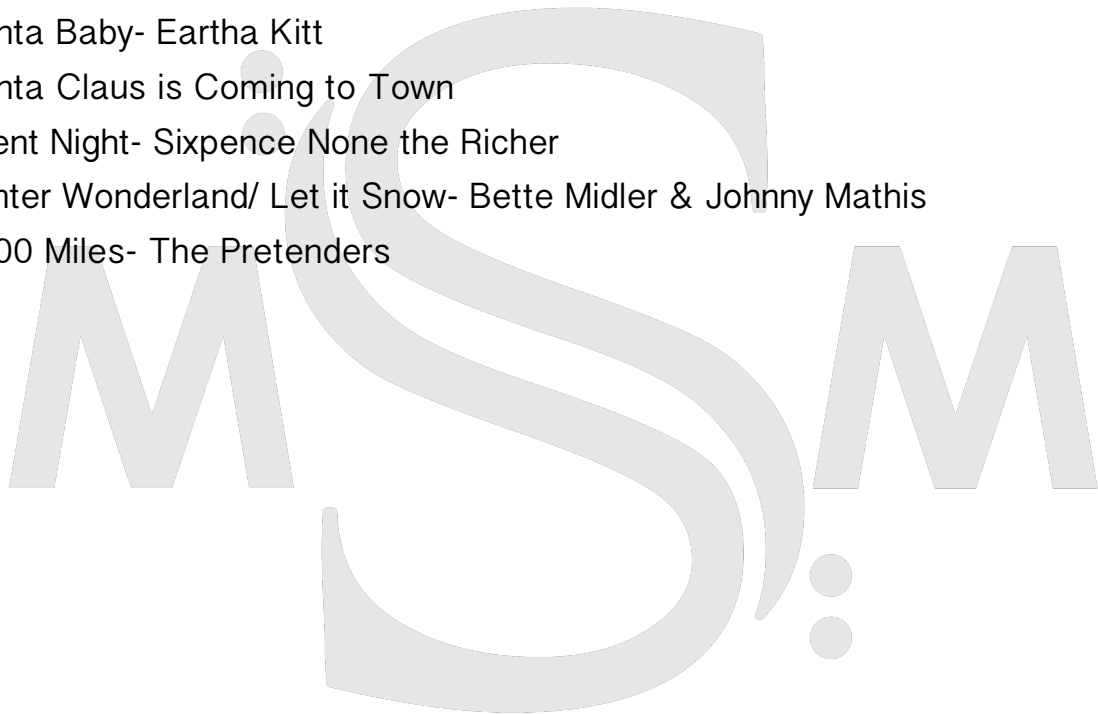 nta Baby- Eartha Kitt
nta Claus is Coming to Town
ent Night- Sixpence None the Richer
nter Wonderland/ Let it Snow- Bette Midler & Johnny Mathis
00 Miles- The Pretenders
M S M